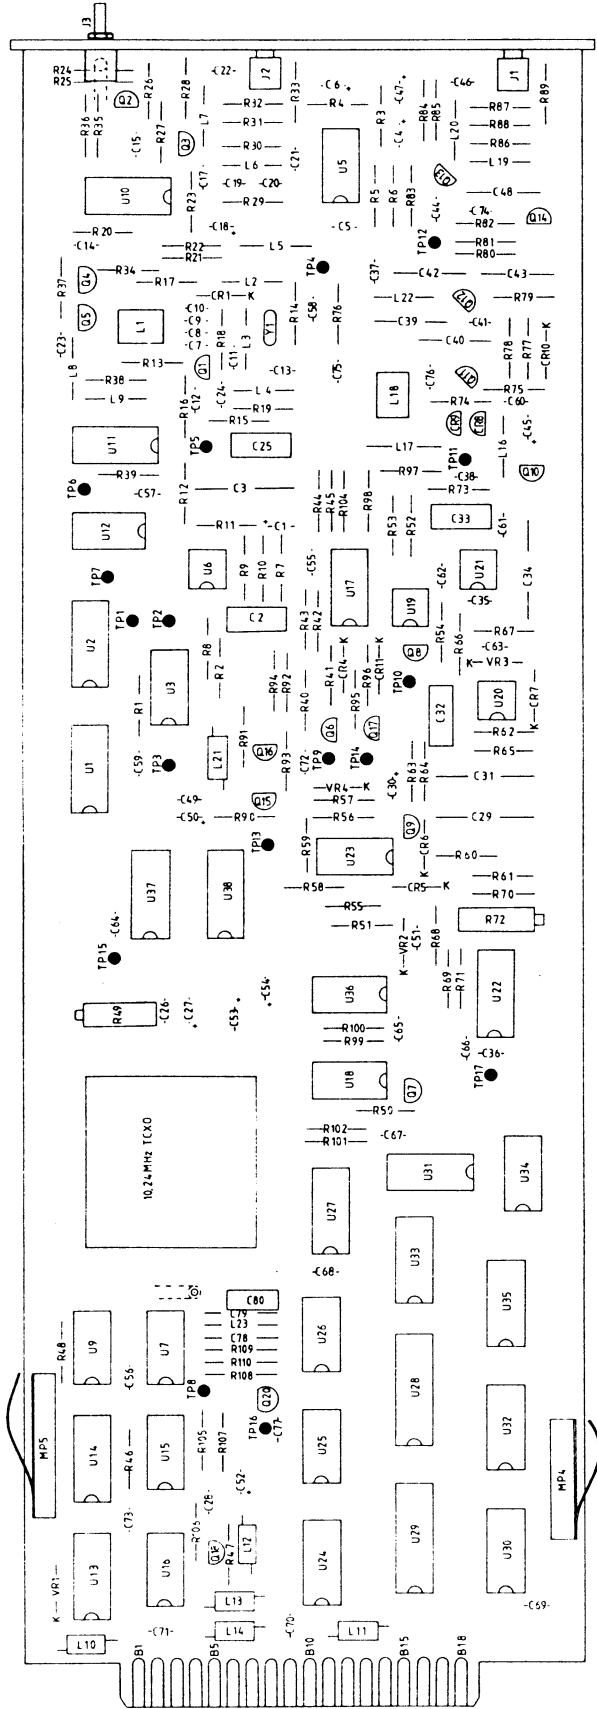 J3
R24
R25
R26
R28
-C22-
J2
R33
-C6-
R4
-C47-
-C46-
J1
R89
Q2
R36
R35
-C15-
R27
Q3
L7
R32
R31
R30
L6
-C21-
-C19-
-C20-
R29
R3
-C4-
R84
R85
L20
R87
R88
R86
L19
U5
U10
R23
-C17-
-C18-
R5
R6
R83
-C5-
Q13
-C44-
C48
-C74-
R82
Q14
R20
-C14-
R22
R21
L5
TP12
R81
R80
R34
R17
L2
CR1
K
TP4
-C37-
C42
C43
R37
Q4
Q5
L1
-C10-
-C9-
-C8-
-C7-
R18
L3
Y1
R14
-C58-
R76
L22
C39
Q12
-C41-
C40
R79
R78
R77
CR10
K
-C23-
L8
R13
R38
L9
Q1
-C11-
-C13-
-C75-
L18
-C76-
Q11
R75
-C60-
R16
-C12
-C24-
L4
R19
R15
R74
CR9
CR8
L16
-C45-
U11
TP5
C25
L17
R97
TP11
-C38-
Q10
R39
TP6
-C57-
R12
C3
R44
R45
R104
R98
R73
R53
R52
C33
-C61-
U12
R11
-C1-
C34
TP7
U6
R9
R10
R7
-C55-
U17
U19
-C62-
U21
-C35-
U2
TP1
TP2
C2
R43
R42
R54
R66
R67
-C63-
VR3
K
U3
R8
R2
R94
R92
R41
CR4
K
R96
CR11
K
Q8
TP10
CR7
K
U20
C32
R1
R40
R95
R62
R65
U1
-C59-
TP3
L21
R91
Q16
R93
-C72-
Q6
TP9
TP14
Q17
-C30-
R63
R64
C31
-C49-
-C50-
Q15
R90
VR4
K
R57
R56
Q9
C29
TP13
R59
U23
CR6
K
R60
U37
U38
R58
CR5
K
R61
R70
R55
R51
R72
-C64-
TP15
VR2
K
-C51-
R68
R69
R71
U22
R49
-C26-
-C27-
-C53-
-C54-
U36
R100
R99
-C65-
-C66-
-C36-
TP17
10,24MHz TCXO
U18
Q7
R50
R102
R101
-C67-
U31
U34
U27
U33
-C68-
U35
C80
C79
L23
C78
R109
R110
R108
R48
U9
U7
-C56-
TP8
Q20
TP16
-C77-
U26
U28
U32
MP5
MP4
U14
R46
U15
R105
R107
U25
-C52-
-C28-
-C73-
R47
L12
U29
U30
K
VR1
U13
U16
U24
L13
L14
-C71-
-C70-
L11
-C69-
L10
B1
B5
B10
B15
B18